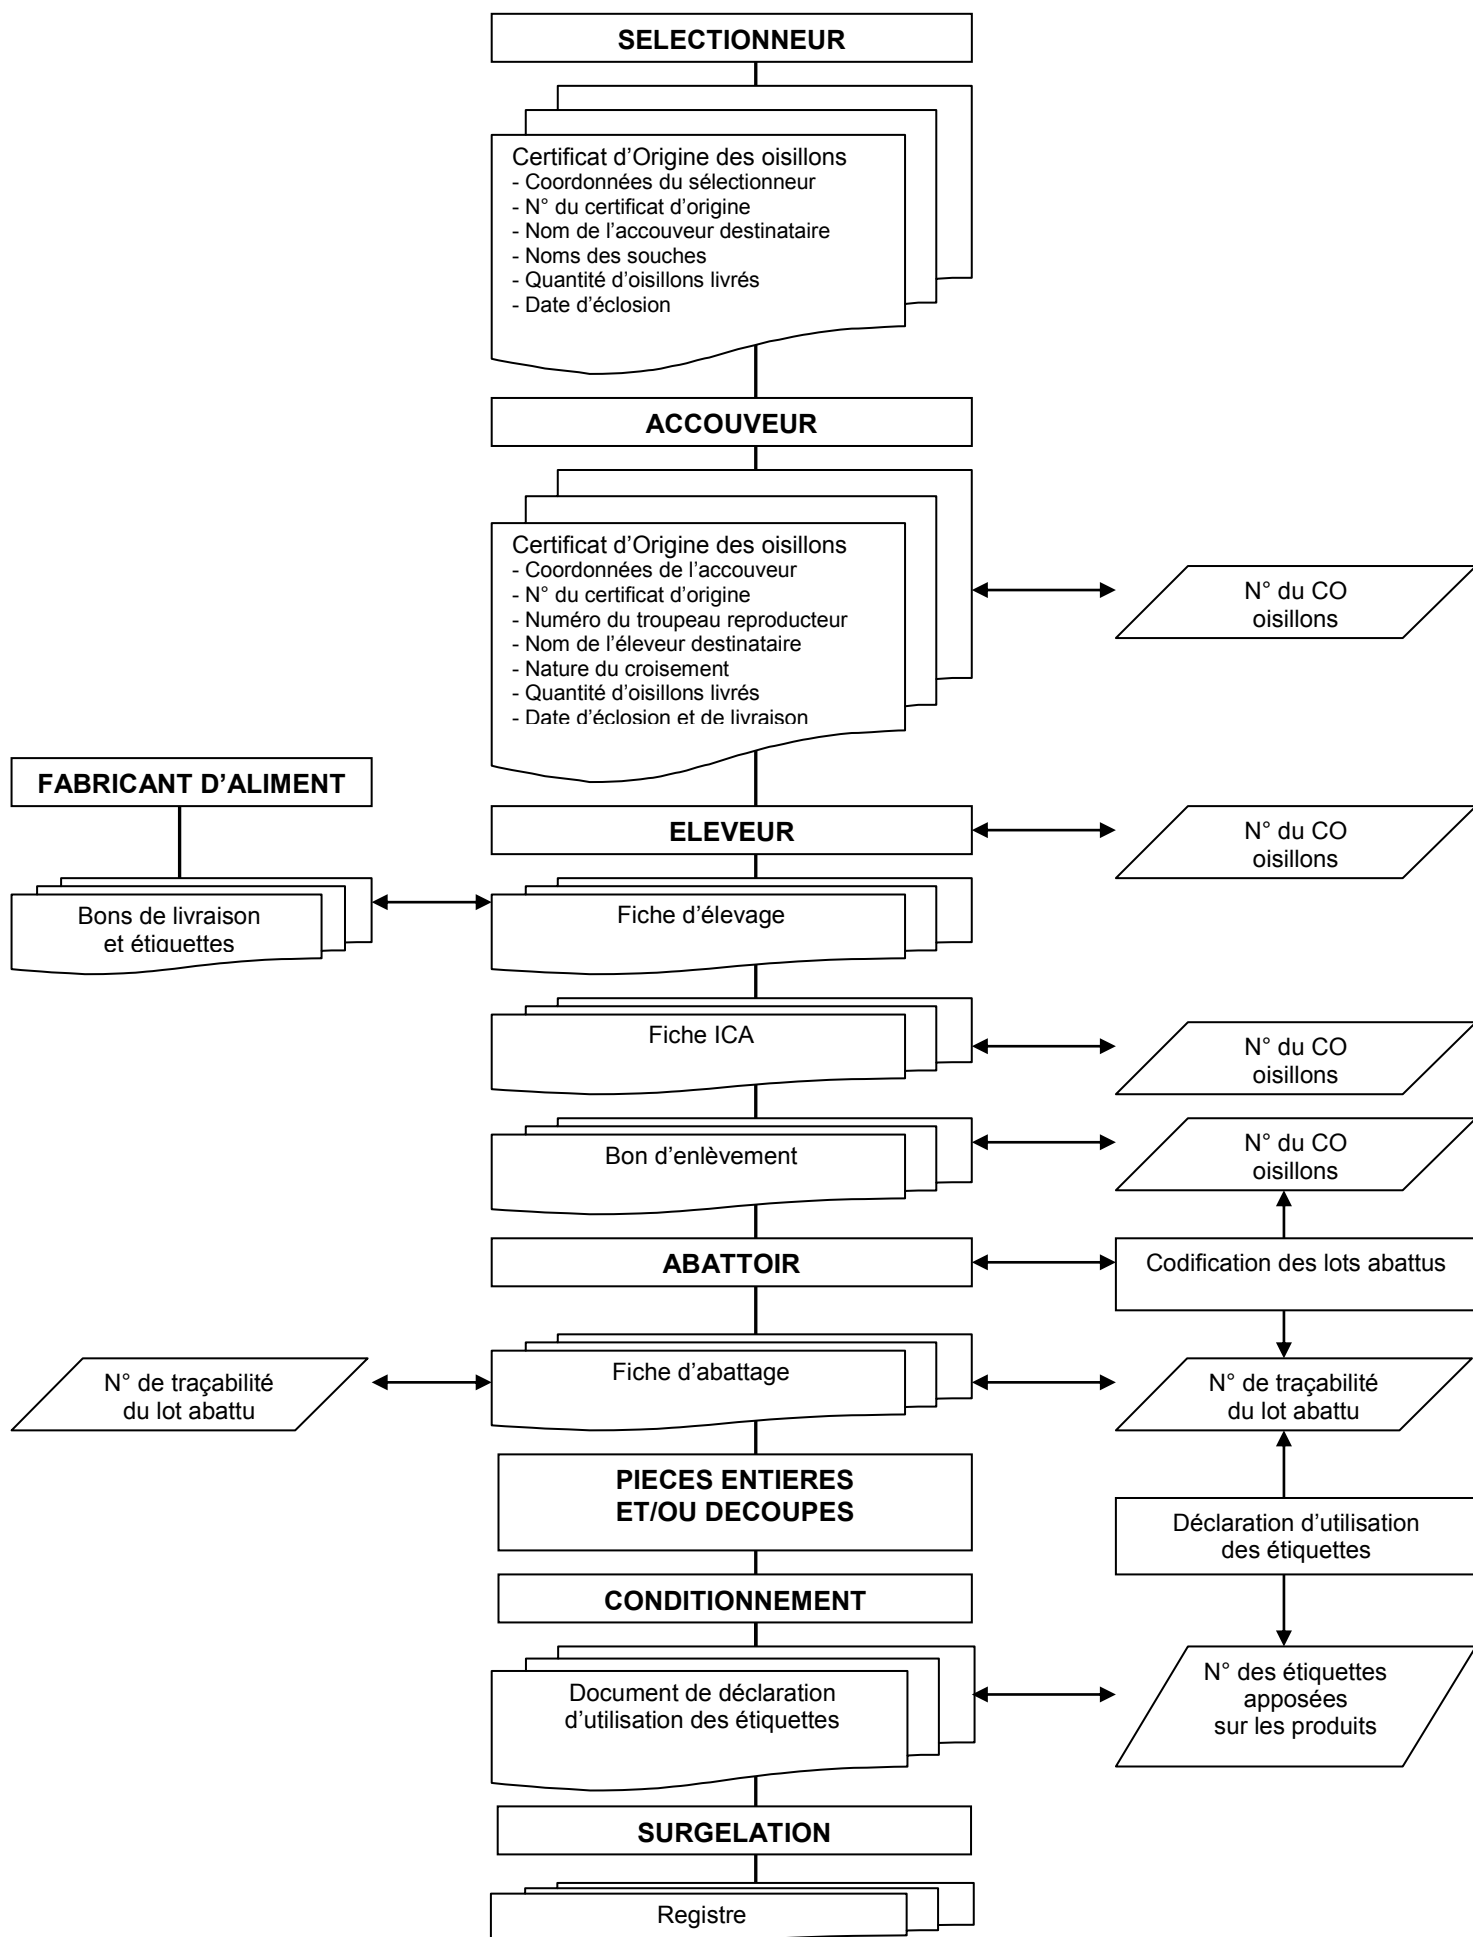 SELECTIONNEUR
Certificat d’Origine des oisillons
- Coordonnées du sélectionneur
- N° du certificat d’origine
- Nom de l’accouveur destinataire
- Noms des souches
- Quantité d’oisillons livrés
- Date d’éclosion
ACCOUVEUR
Certificat d’Origine des oisillons
- Coordonnées de l’accouveur
- N° du certificat d’origine
- Numéro du troupeau reproducteur
- Nom de l’éleveur destinataire
- Nature du croisement
- Quantité d’oisillons livrés
- Date d’éclosion et de livraison
N° du CO
oisillons
FABRICANT D’ALIMENT
ELEVEUR
N° du CO
oisillons
Bons de livraison
et étiquettes
Fiche d’élevage
Fiche ICA
N° du CO
oisillons
Bon d’enlèvement
N° du CO
oisillons
ABATTOIR
Codification des lots abattus
N° de traçabilité
du lot abattu
Fiche d’abattage
N° de traçabilité
du lot abattu
PIECES ENTIERES
ET/OU DECOUPES
Déclaration d’utilisation
des étiquettes
CONDITIONNEMENT
Document de déclaration
d’utilisation des étiquettes
N° des étiquettes
apposées
sur les produits
SURGELATION
Registre